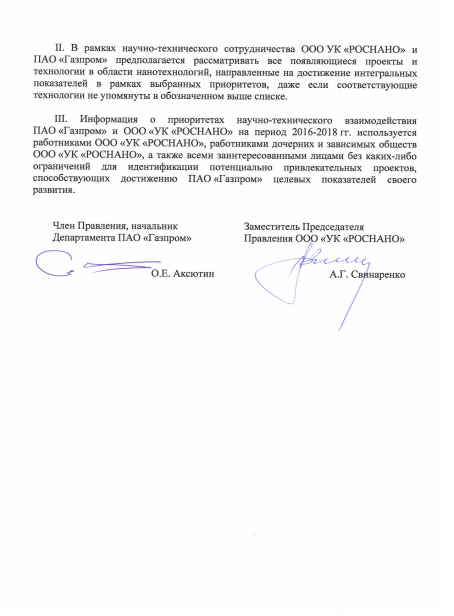 II. В рамках научно-технического сотрудничества ООО УК «РОСНАНО» и
ПАО «Газпром» предполагается рассматривать все появляющиеся проекты и
технологии в области нанотехнологий, направленные на достижение интегральных
показателей в рамках выбранных приоритетов, даже если соответствующие
технологии не упомянуты в обозначенном выше списке.
III. Информация о приоритетах научно-технического взаимодействия
ПАО «Газпром» и ООО «УК «РОСНАНО» на период 2016-2018 гг. используется
работниками ООО «УК «РОСНАНО», работниками дочерних и зависимых обществ
ООО «УК «РОСНАНО», а также всеми заинтересованными лицами без каких-либо
ограничений для идентификации потенциально привлекательных проектов,
способствующих достижению ПАО «Газпром» целевых показателей своего
развития.
Член Правления, начальник
Департамента ПАО «Газпром»
О.Е. Аксютин
Заместитель Председателя
Правления ООО «УК «РОСНАНО»
А.Г. Свинаренко